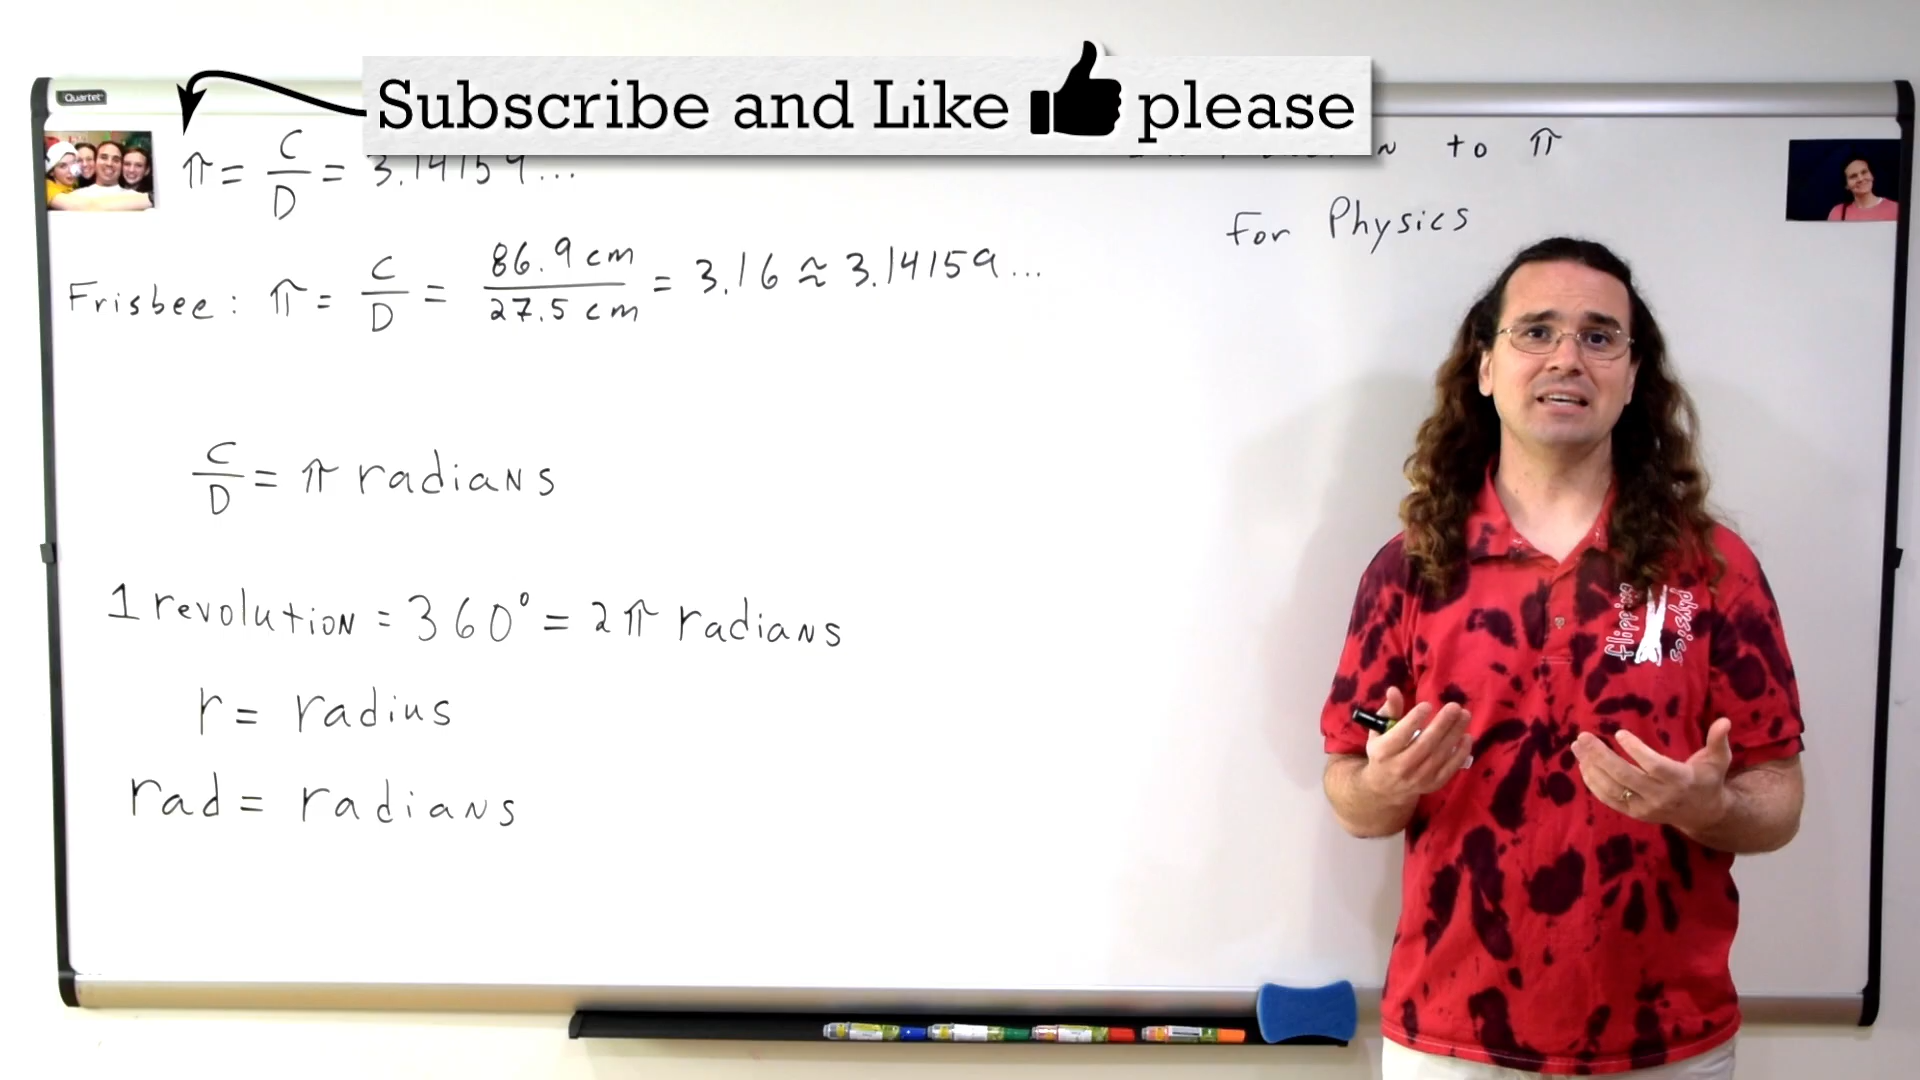 Subscribe and Like please
Quartet
π = C/D = 3.14159...
to π
For Physics
Frisbee: π = C/D = 86.9 cm / 27.5 cm = 3.16 ≈ 3.14159...
C/D = π radians
1 revolution = 360° = 2π radians
r = radius
rad = radians
flipping
physics